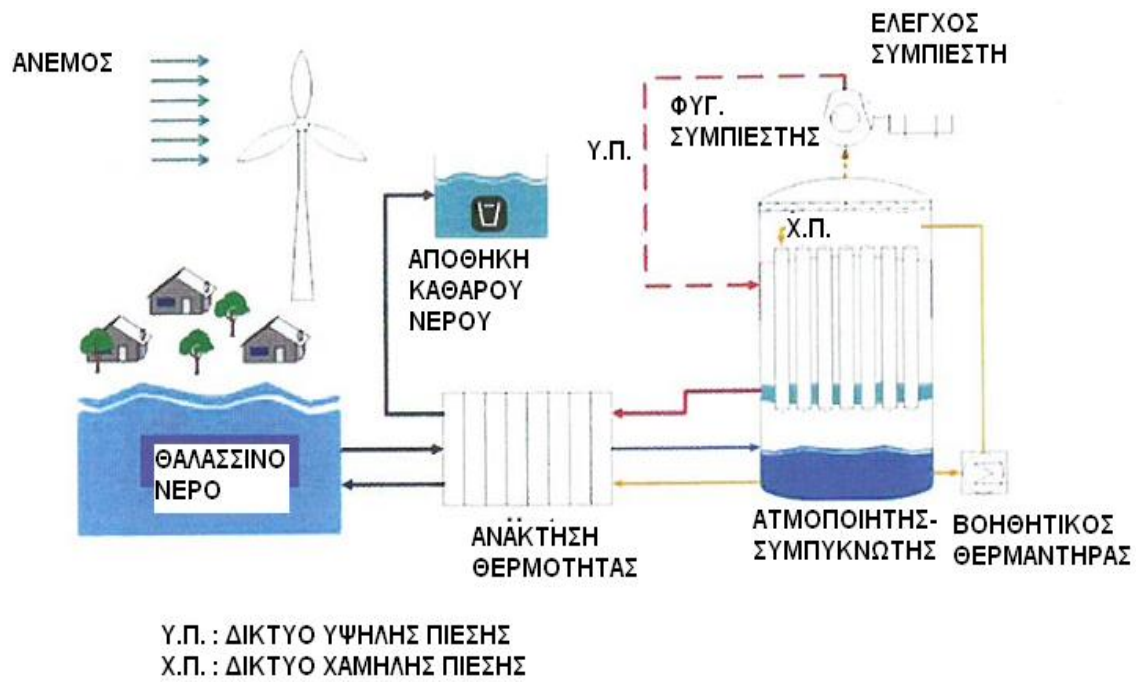 ΕΛΕΓΧΟΣ
ΣΥΜΠΙΕΣΤΗ
ΑΝΕΜΟΣ
ΦΥΓ.
ΣΥΜΠΙΕΣΤΗΣ
Υ.Π.
Χ.Π.
ΑΠΟΘΗΚΗ
ΚΑΘΑΡΟΥ
ΝΕΡΟΥ
ΘΑΛΑΣΣΙΝΟ
ΝΕΡΟ
ΑΝΑΚΤΗΣΗ
ΘΕΡΜΟΤΗΤΑΣ
ΑΤΜΟΠΟΙΗΤΗΣ-
ΣΥΜΠΥΚΝΩΤΗΣ
ΒΟΗΘΗΤΙΚΟΣ
ΘΕΡΜΑΝΤΗΡΑΣ
Υ.Π. : ΔΙΚΤΥΟ ΥΨΗΛΗΣ ΠΙΕΣΗΣ
Χ.Π. : ΔΙΚΤΥΟ ΧΑΜΗΛΗΣ ΠΙΕΣΗΣ